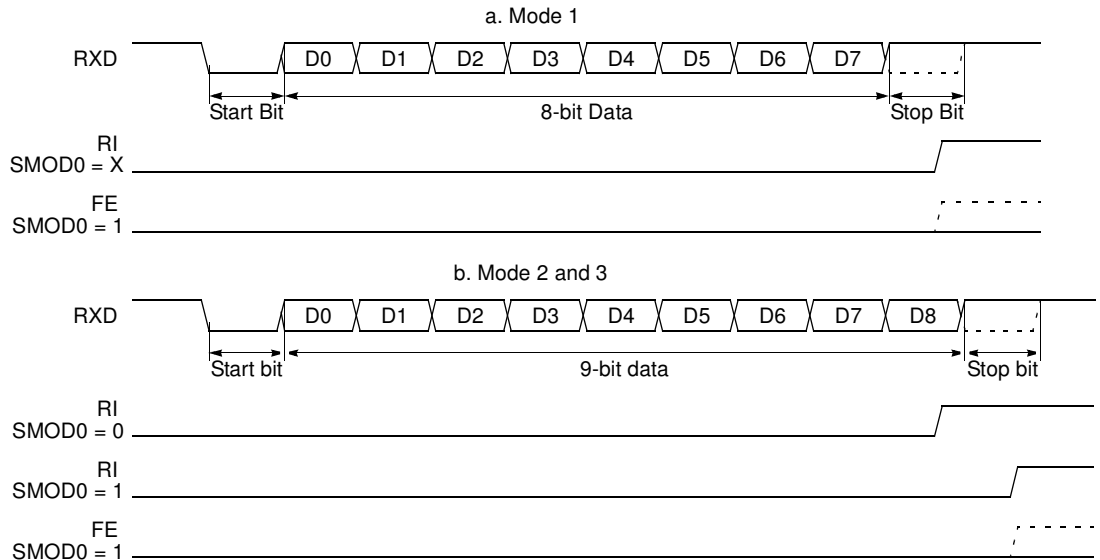 a. Mode 1
RXD
D0 D1 D2 D3 D4 D5 D6 D7
Start Bit 8-bit Data Stop Bit
RI
SMOD0 = X
FE
SMOD0 = 1
b. Mode 2 and 3
RXD
D0 D1 D2 D3 D4 D5 D6 D7 D8
Start bit 9-bit data Stop bit
RI
SMOD0 = 0
RI
SMOD0 = 1
FE
SMOD0 = 1